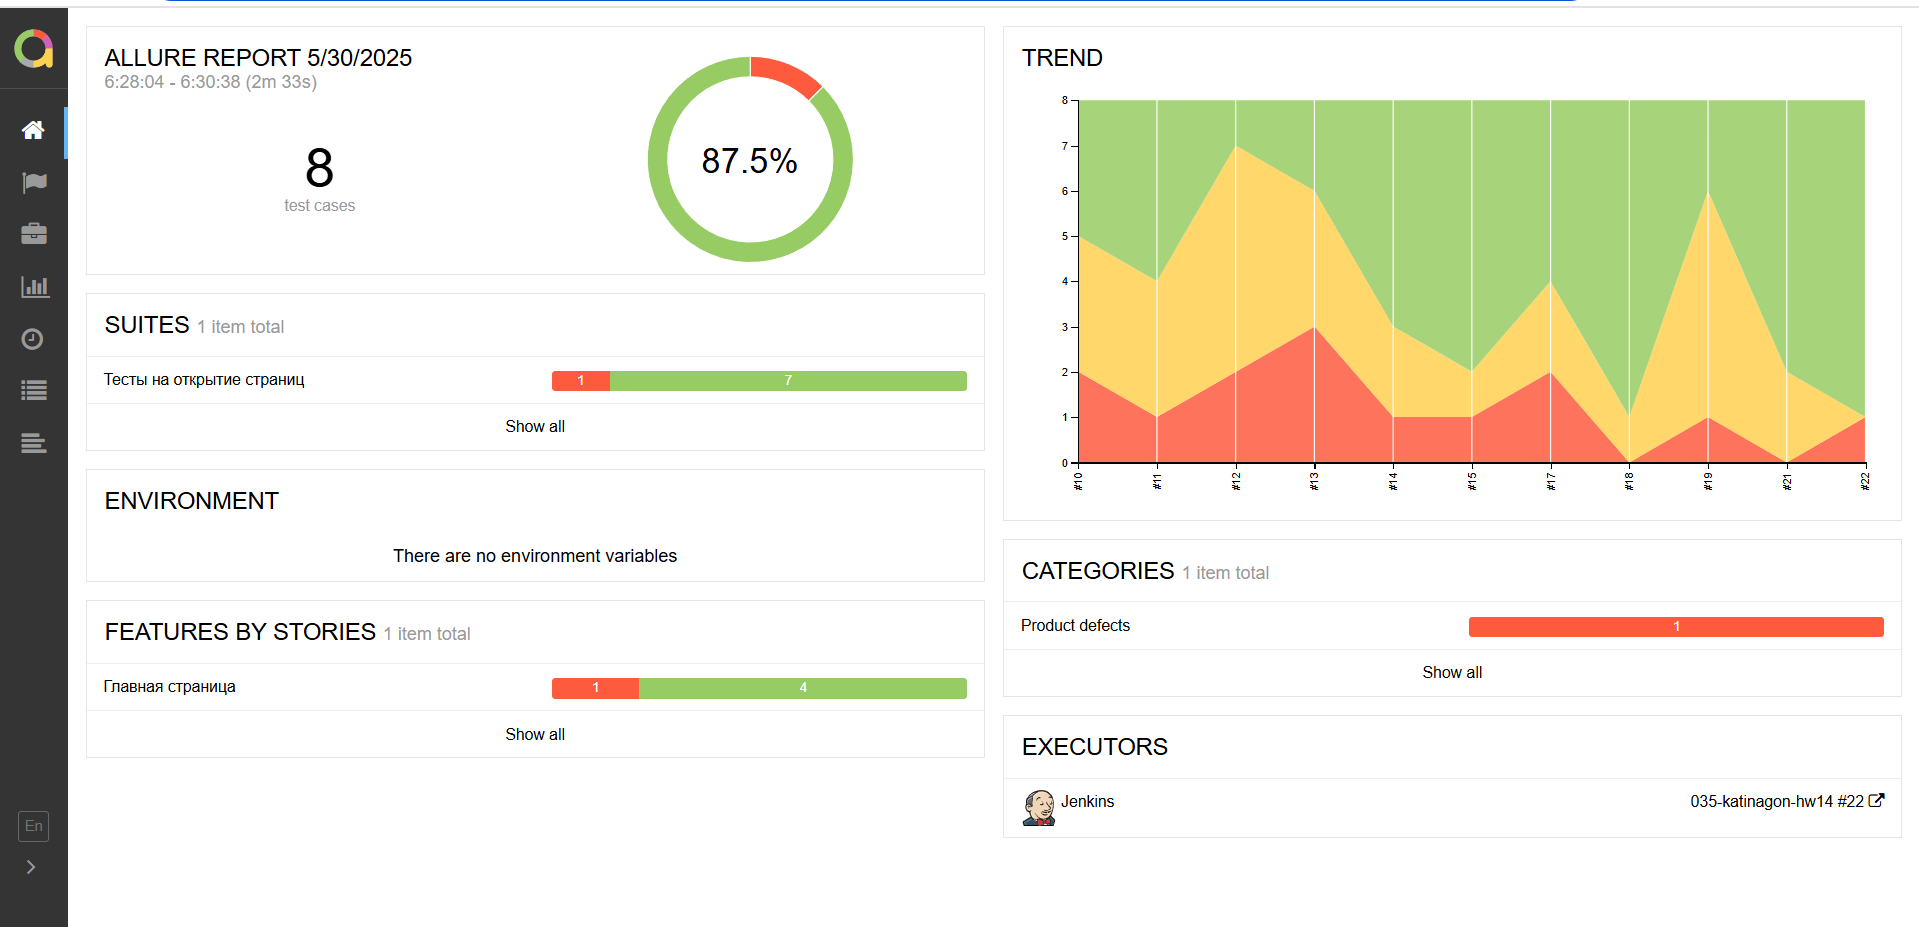 ALLURE REPORT 5/30/2025
6:28:04 - 6:30:38 (2m 33s)
8
test cases
87.5%
SUITES 1 item total
Тесты на открытие страниц 1 7
Show all
ENVIRONMENT
There are no environment variables
FEATURES BY STORIES 1 item total
Главная страница 1 4
Show all
En
TREND
8
7
6
5
4
3
2
1
0
#10 #11 #12 #13 #14 #15 #17 #18 #19 #21 #22
CATEGORIES 1 item total
Product defects 1
Show all
EXECUTORS
Jenkins 035-katinagon-hw14 #22